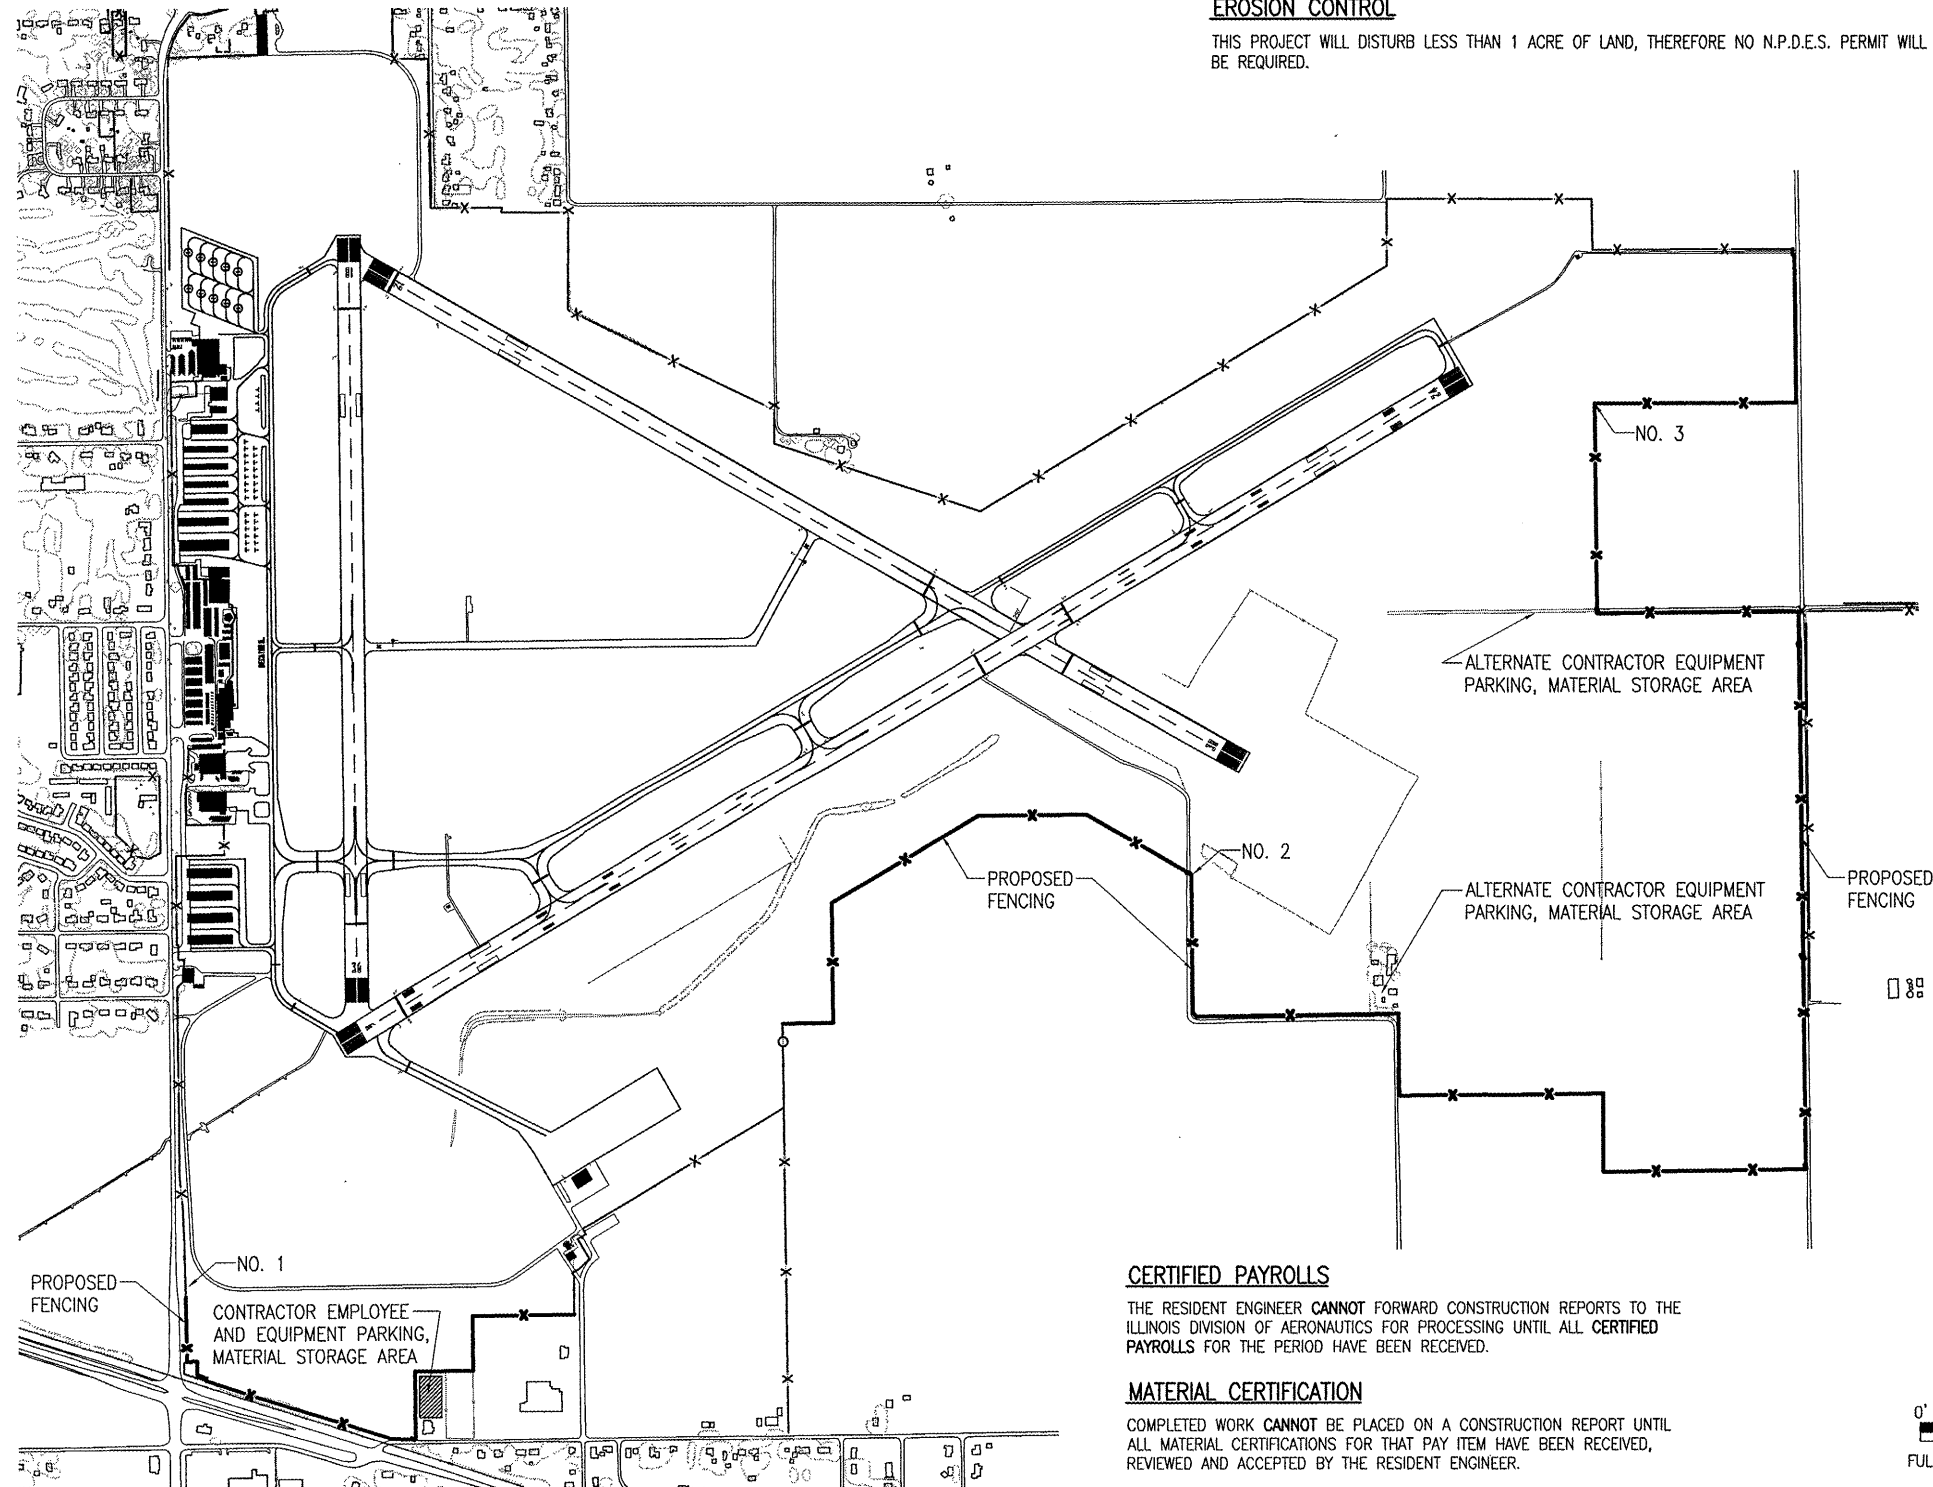 EROSION CONTROL
THIS PROJECT WILL DISTURB LESS THAN 1 ACRE OF LAND, THEREFORE NO N.P.D.E.S. PERMIT WILL
BE REQUIRED.
18
24
NO. 3
ALTERNATE CONTRACTOR EQUIPMENT
PARKING, MATERIAL STORAGE AREA
NO. 2
PROPOSED
FENCING
ALTERNATE CONTRACTOR EQUIPMENT
PARKING, MATERIAL STORAGE AREA
PROPOSED
FENCING
36
NO. 1
PROPOSED
FENCING
CONTRACTOR EMPLOYEE
AND EQUIPMENT PARKING,
MATERIAL STORAGE AREA
CERTIFIED PAYROLLS
THE RESIDENT ENGINEER CANNOT FORWARD CONSTRUCTION REPORTS TO THE
ILLINOIS DIVISION OF AERONAUTICS FOR PROCESSING UNTIL ALL CERTIFIED
PAYROLLS FOR THE PERIOD HAVE BEEN RECEIVED.
MATERIAL CERTIFICATION
COMPLETED WORK CANNOT BE PLACED ON A CONSTRUCTION REPORT UNTIL
ALL MATERIAL CERTIFICATIONS FOR THAT PAY ITEM HAVE BEEN RECEIVED,
REVIEWED AND ACCEPTED BY THE RESIDENT ENGINEER.
0'
FUL